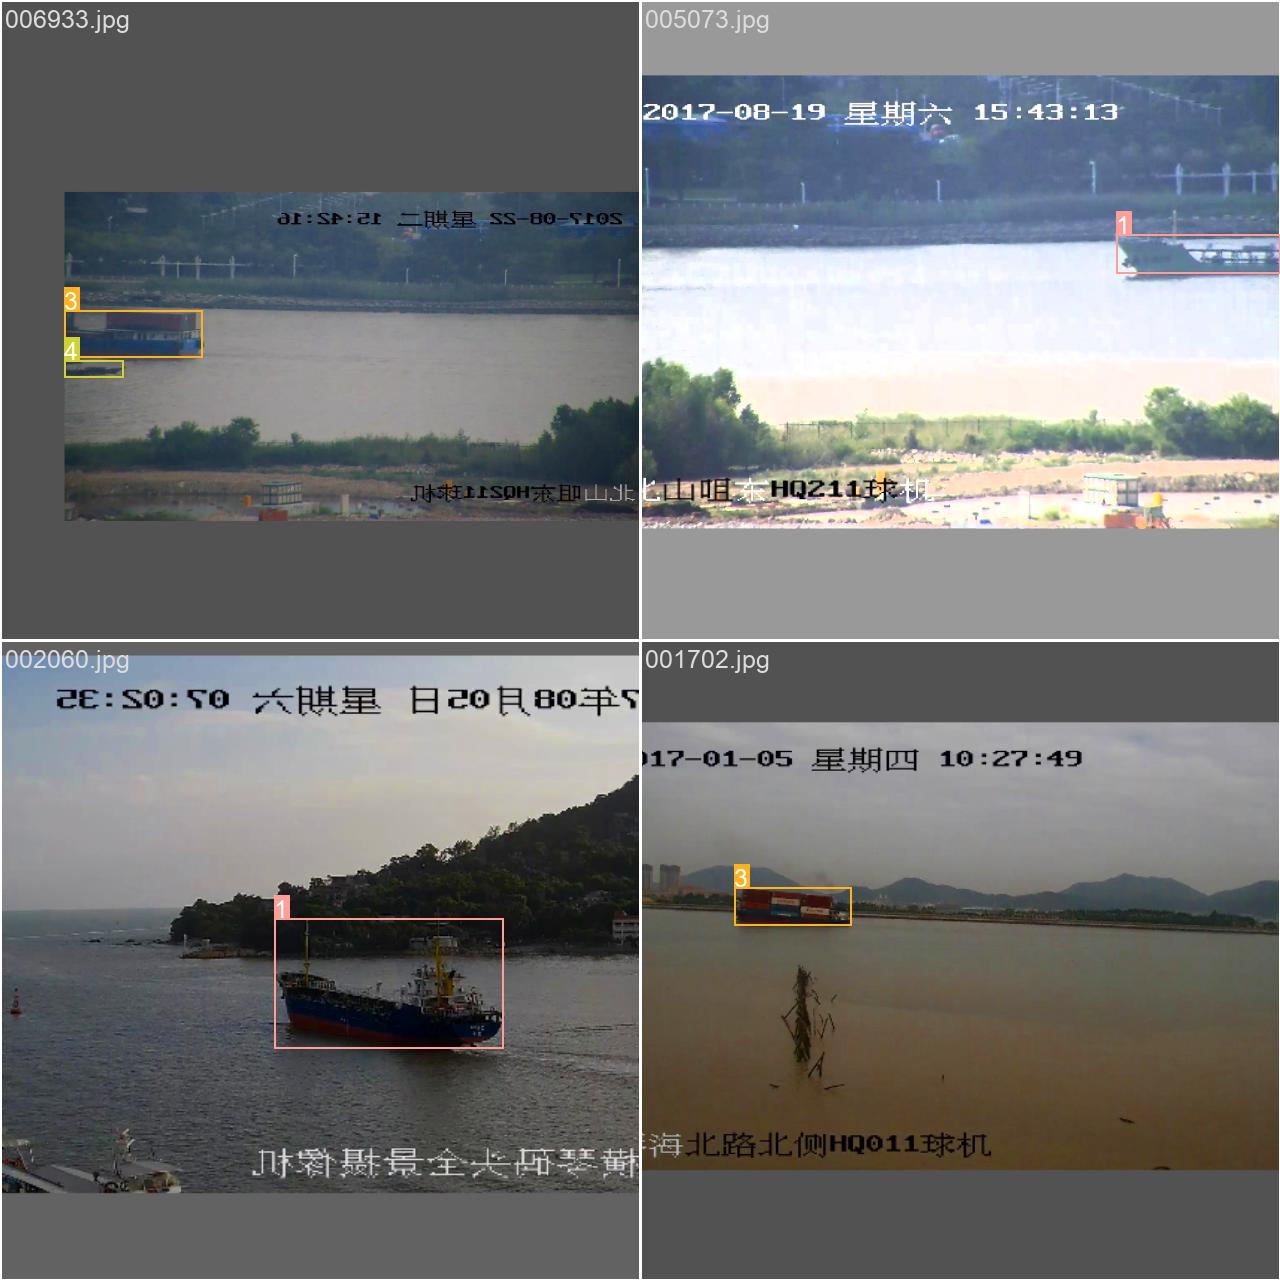 006933.jpg
2017-08-22 星期二 15:42:16
3
4
北山咀东HQ211球机
005073.jpg
2017-08-19 星期六 15:43:13
1
北山咀东HQ211球机
002060.jpg
7年08月05日 星期六 07:02:35
1
横琴码头全景摄像机
001702.jpg
017-01-05 星期四 10:27:49
3
海北路北侧HQ011球机